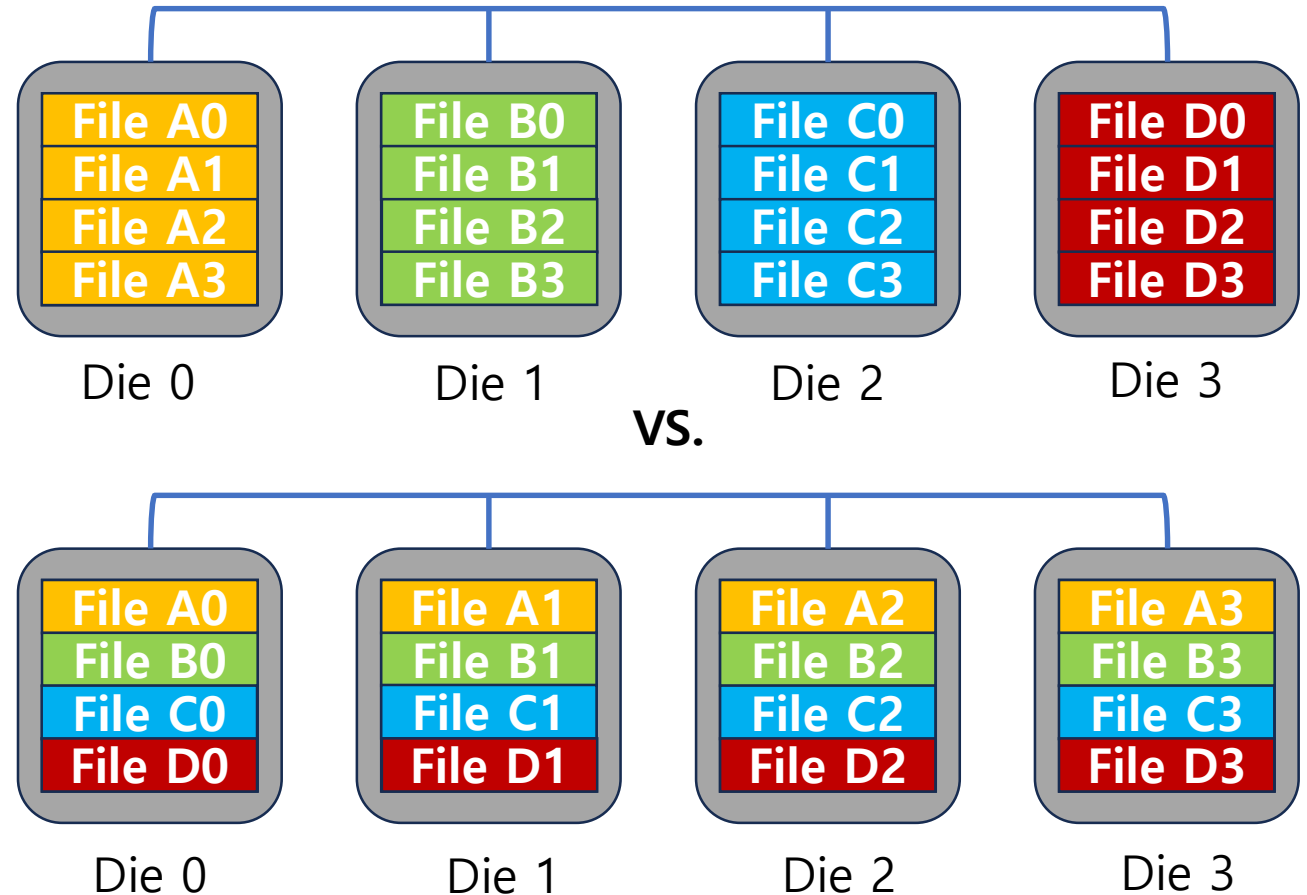 File A0
File A1
File A2
File A3
File B0
File B1
File B2
File B3
File C0
File C1
File C2
File C3
File D0
File D1
File D2
File D3
Die 0
Die 1
Die 2
Die 3
VS.
File A0
File B0
File C0
File D0
File A1
File B1
File C1
File D1
File A2
File B2
File C2
File D2
File A3
File B3
File C3
File D3
Die 0
Die 1
Die 2
Die 3